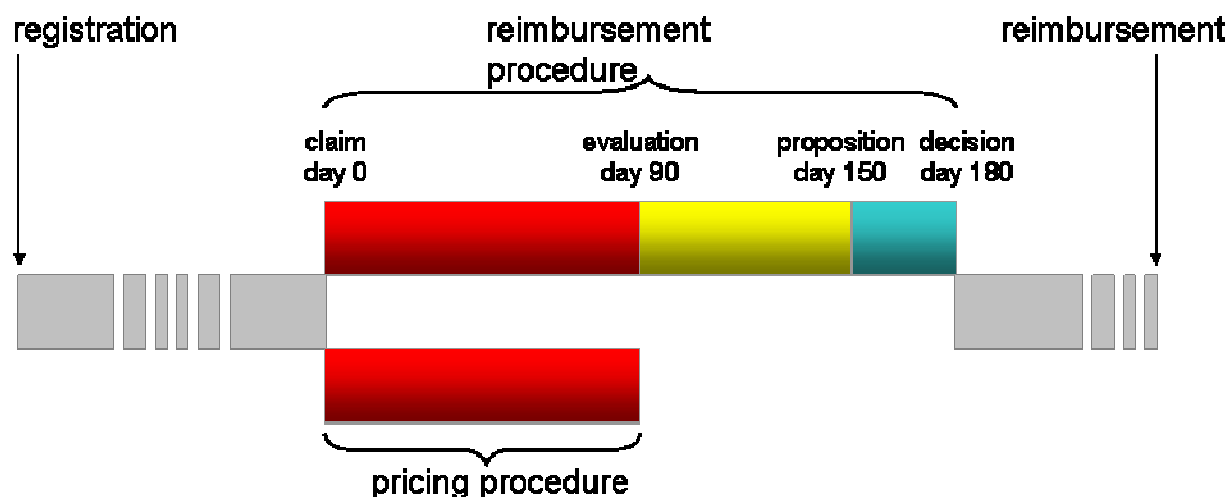 registration
reimbursement
procedure
reimbursement
claim
day 0
evaluation
day 90
proposition
day 150
decision
day 180
pricing procedure